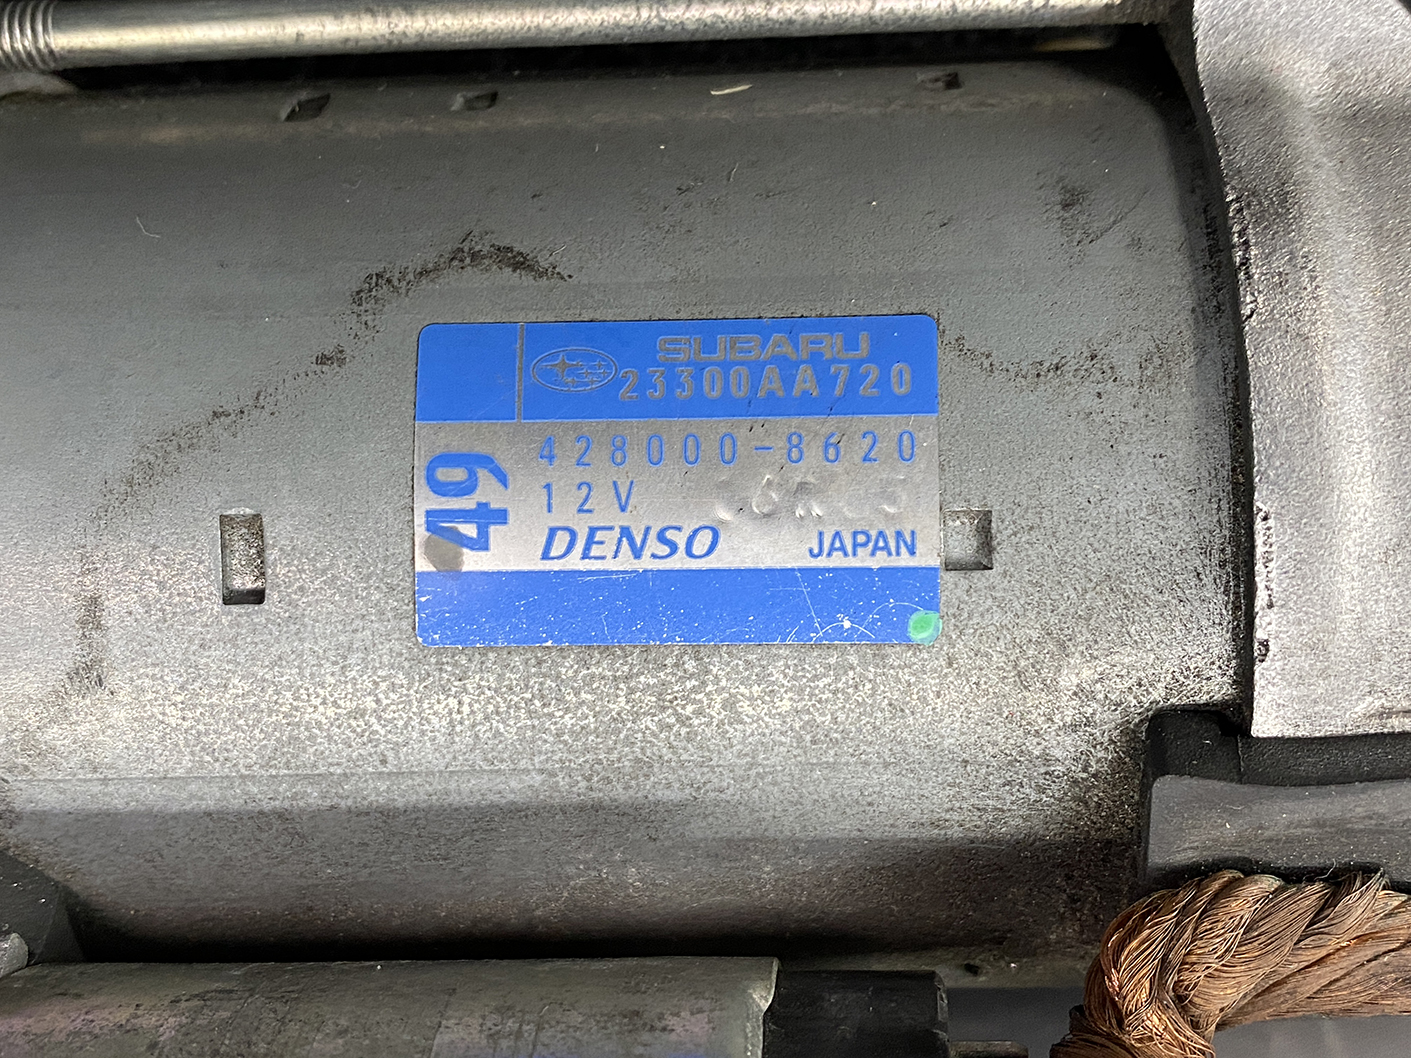 SUBARU
23300AA720
428000-8620
49
12V
DENSO JAPAN